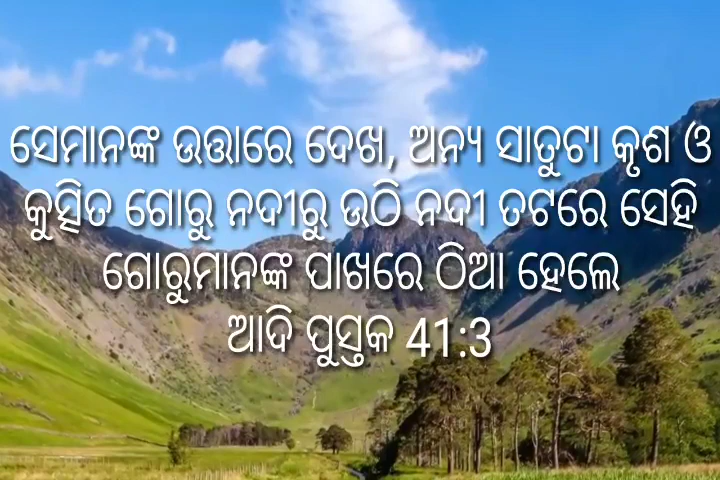 ସେମାନଙ୍କ ଉତ୍ତାରେ ଦେଖ, ଅନ୍ୟ ସାତୁଟା କୃଶ ଓ
କୁତ୍ସିତ ଗୋରୁ ନଦୀରୁ ଉଠି ନଦୀ ତଟରେ ସେହି
ଗୋରୁମାନଙ୍କ ପାଖରେ ଠିଆ ହେଲେ
ଆଦି ପୁସ୍ତକ 41:3